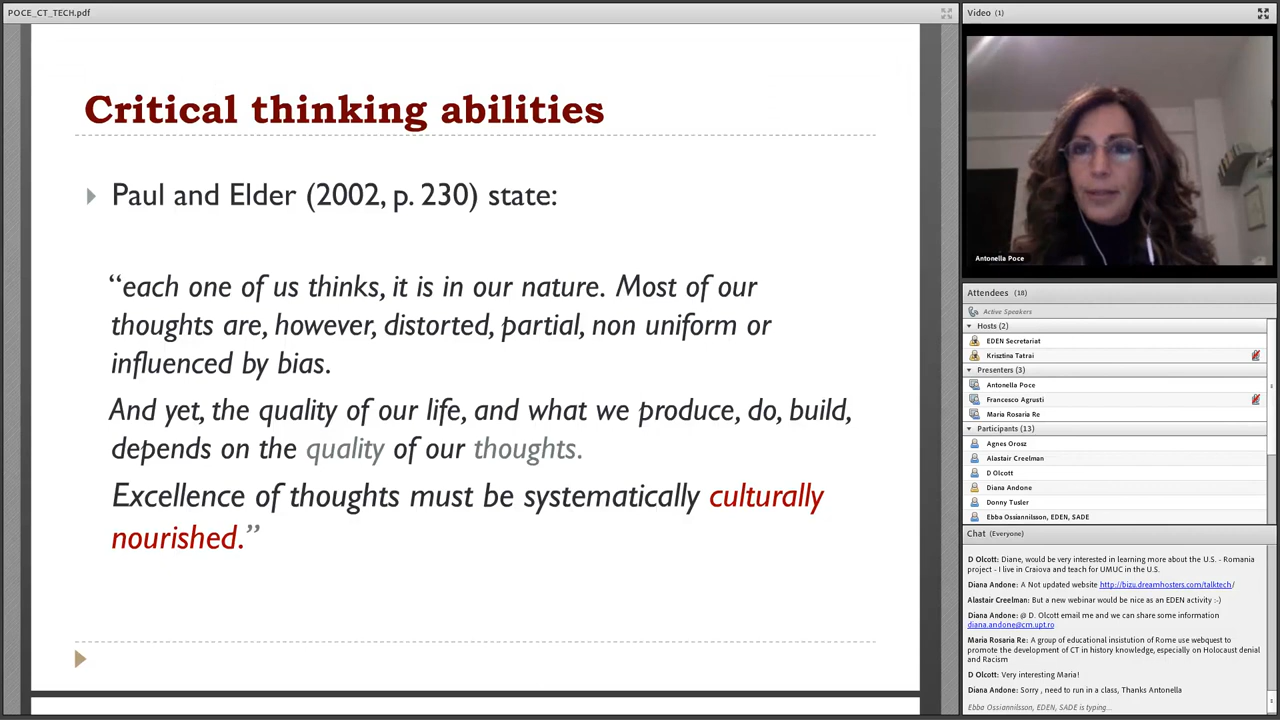 POCE_CT_TECH.pdf
Critical thinking abilities
Paul and Elder (2002, p. 230) state:
“each one of us thinks, it is in our nature. Most of our
thoughts are, however, distorted, partial, non uniform or
influenced by bias.
And yet, the quality of our life, and what we produce, do, build,
depends on the quality of our thoughts.
Excellence of thoughts must be systematically culturally
nourished.”
Video (1)
Antonella Poce
Attendees (18)
Active Speakers
Hosts (2)
EDEN Secretariat
Krisztina Tatrai
Presenters (3)
Antonella Poce
Francesco Agrusti
Maria Rosaria Re
Participants (13)
Agnes Orosz
Alastair Creelman
D Olcott
Diana Andone
Donny Tusler
Ebba Ossiannilsson, EDEN, SADE
Chat (Everyone)
D Olcott: Diane, would be very interested in learning more about the U.S. - Romania
project - I live in Craiova and teach for UMUC in the U.S.
Diana Andone: A Not updated website http://bizu.dreamhosters.com/talktech/
Alastair Creelman: But a new webinar would be nice as an EDEN activity :-)
Diana Andone: @ D. Olcott email me and we can share some information
diana.andone@cm.upt.ro
Maria Rosaria Re: A group of educational insistution of Rome use webquest to
promote the development of CT in history knowledge, especially on Holocaust denial
and Racism
D Olcott: Very interesting Maria!
Diana Andone: Sorry , need to run in a class, Thanks Antonella
Ebba Ossiannilsson, EDEN, SADE is typing...